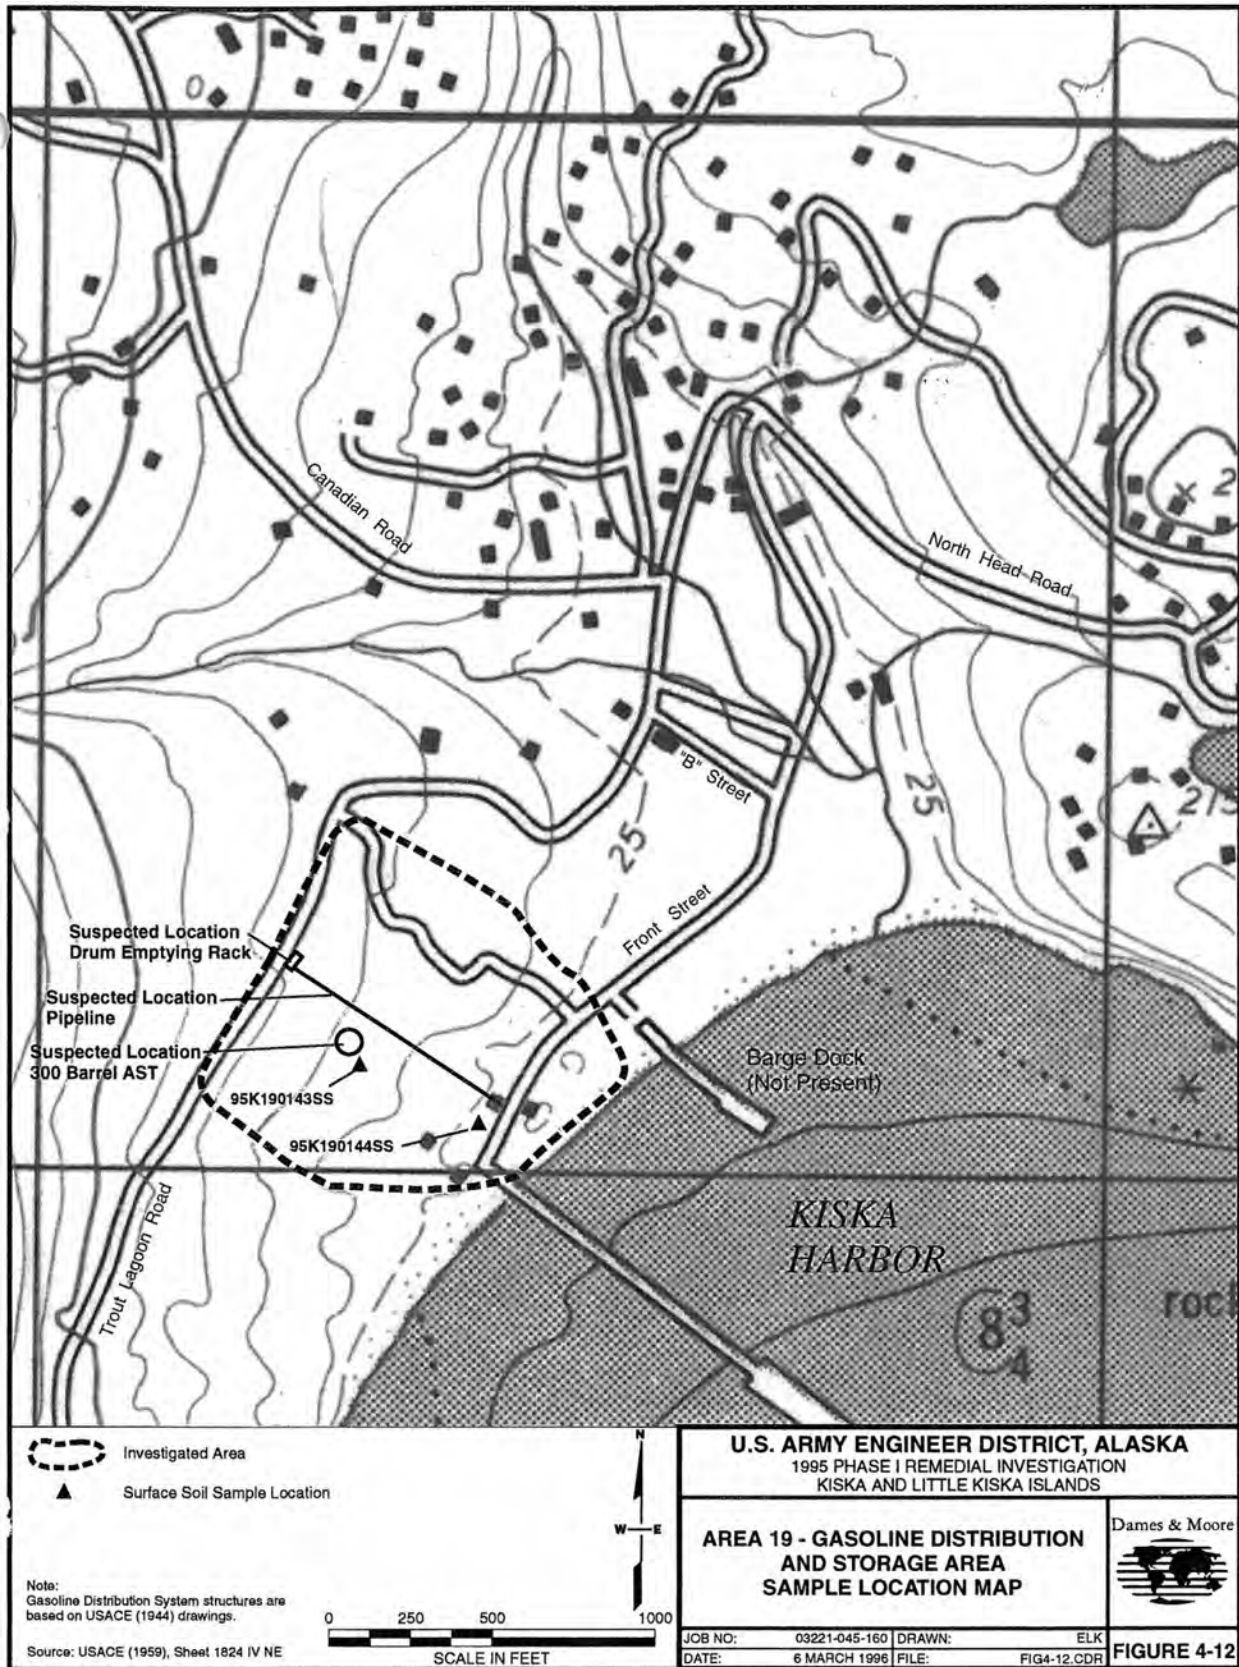 0
2
Canadian Road
North Head Road
"B" Street
25
25
Front Street
Suspected Location
Drum Emptying Rack
Suspected Location
Pipeline
Suspected Location
300 Barrel AST
95K190143SS
95K190144SS
Barge Dock
(Not Present)
Trout Lagoon Road
KISKA
HARBOR
8 3
4
Investigated Area
Surface Soil Sample Location
N
W E
Note:
Gasoline Distribution System structures are
based on USACE (1944) drawings.
Source: USACE (1959), Sheet 1824 IV NE
0 250 500 1000
SCALE IN FEET
U.S. ARMY ENGINEER DISTRICT, ALASKA
1995 PHASE I REMEDIAL INVESTIGATION
KISKA AND LITTLE KISKA ISLANDS
AREA 19 - GASOLINE DISTRIBUTION
AND STORAGE AREA
SAMPLE LOCATION MAP
Dames & Moore
JOB NO: 03221-045-160 DRAWN: ELK
DATE: 6 MARCH 1996 FILE: FIG4-12.CDR
FIGURE 4-12